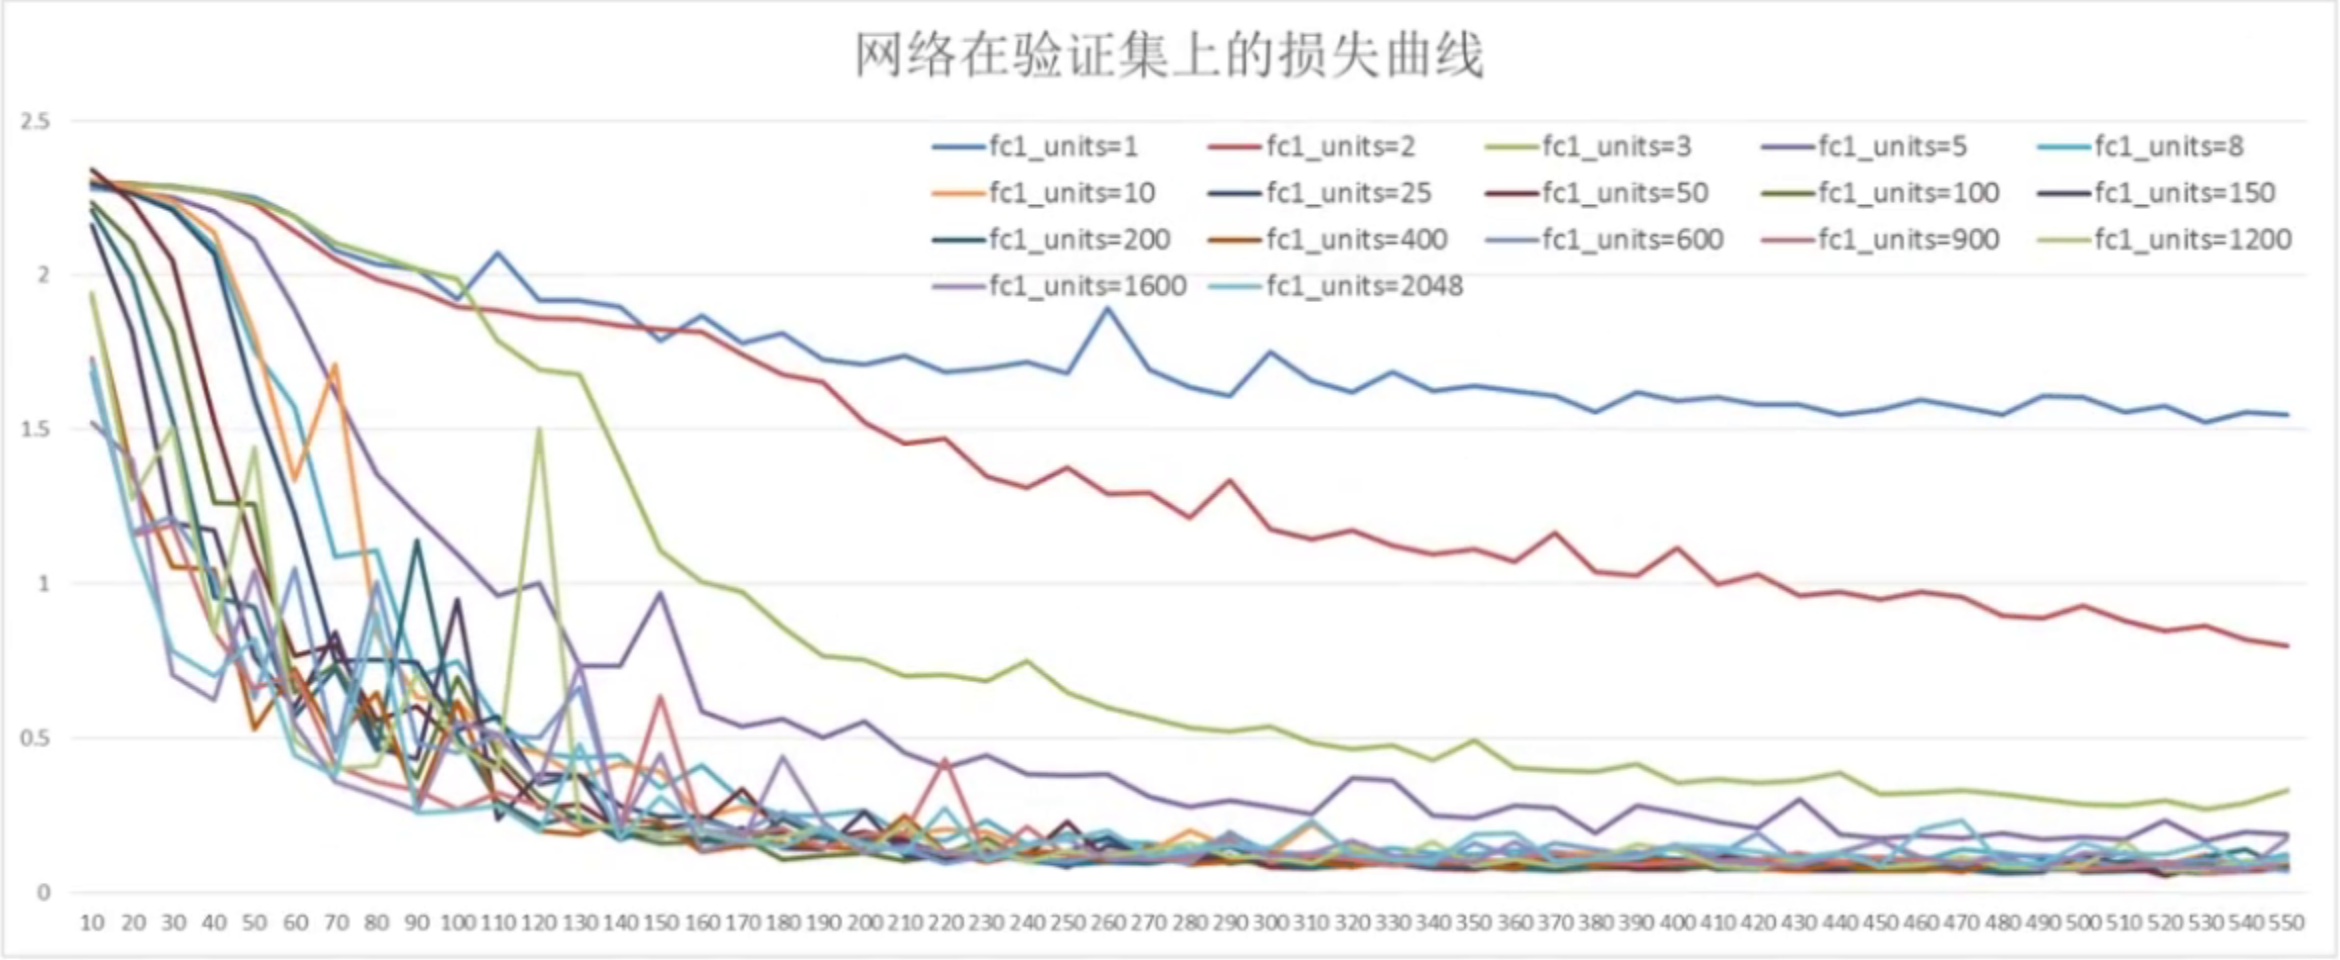 网络在验证集上的损失曲线
2.5
fc1_units=1 fc1_units=2 fc1_units=3 fc1_units=5 fc1_units=8
fc1_units=10 fc1_units=25 fc1_units=50 fc1_units=100 fc1_units=150
fc1_units=200 fc1_units=400 fc1_units=600 fc1_units=900 fc1_units=1200
2
fc1_units=1600 fc1_units=2048
1.5
1
0.5
0
10 20 30 40 50 60 70 80 90 100 110 120 130 140 150 160 170 180 190 200 210 220 230 240 250 260 270 280 290 300 310 320 330 340 350 360 370 380 390 400 410 420 430 440 450 460 470 480 490 500 510 520 530 540 550